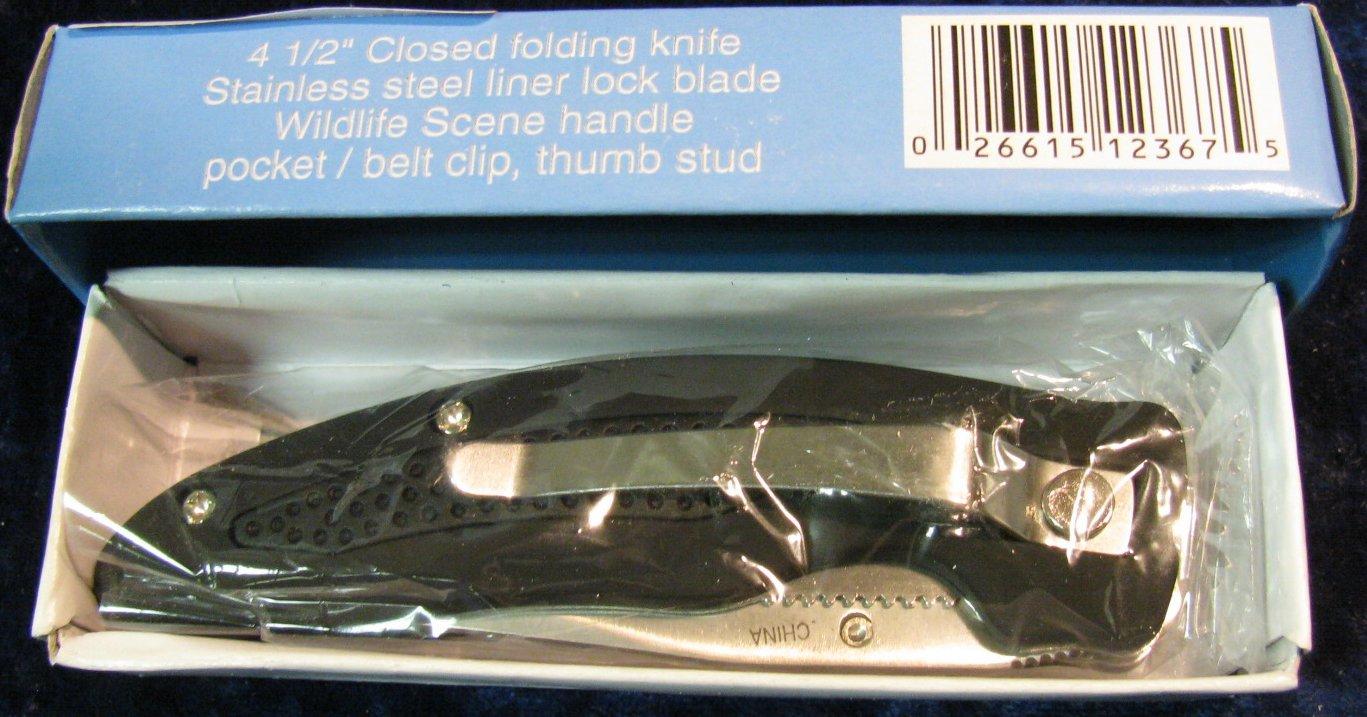 4 1/2" Closed folding knife
Stainless steel liner lock blade
Wildlife Scene handle
pocket / belt clip, thumb stud
0 26615 12367 5
CHINA